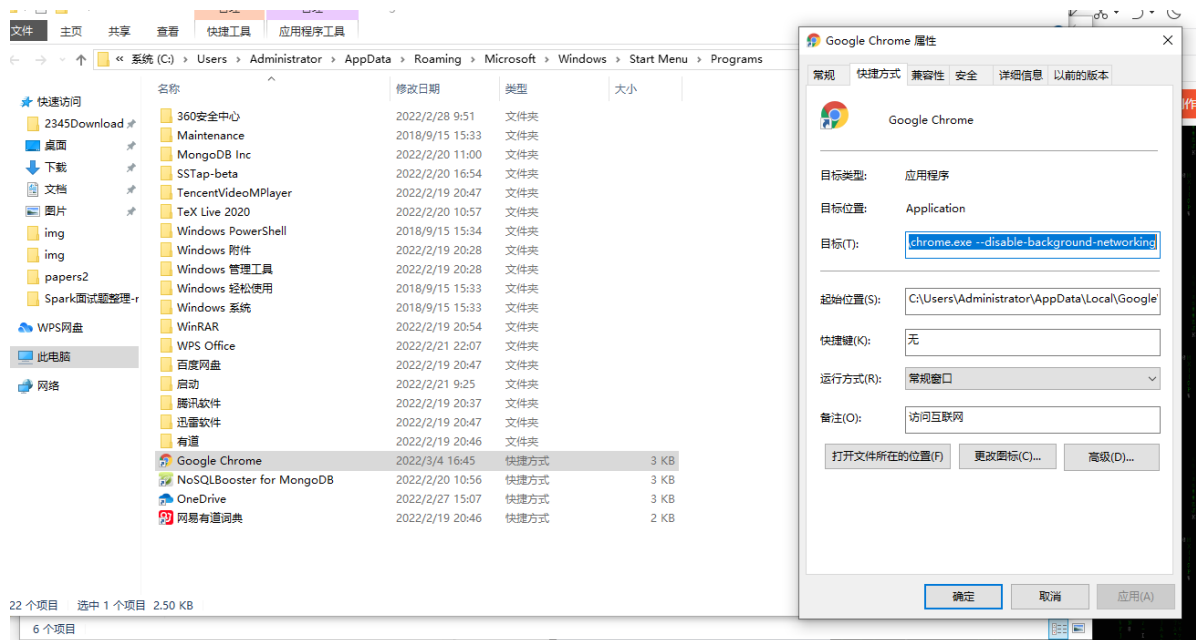 文件 主页 共享 查看 快捷工具 应用程序工具
« 系统 (C:) › Users › Administrator › AppData › Roaming › Microsoft › Windows › Start Menu › Programs
名称 修改日期 类型 大小
快速访问
2345Download
桌面
下载
文档
图片
img
img
papers2
Spark面试题整理-r
WPS网盘
此电脑
网络
360安全中心 2022/2/28 9:51 文件夹
Maintenance 2018/9/15 15:33 文件夹
MongoDB Inc 2022/2/20 11:00 文件夹
SSTap-beta 2022/2/20 16:54 文件夹
TencentVideoMPlayer 2022/2/19 20:47 文件夹
TeX Live 2020 2022/2/20 10:57 文件夹
Windows PowerShell 2018/9/15 15:34 文件夹
Windows 附件 2022/2/19 20:28 文件夹
Windows 管理工具 2022/2/19 20:28 文件夹
Windows 轻松使用 2018/9/15 15:33 文件夹
Windows 系统 2018/9/15 15:33 文件夹
WinRAR 2022/2/19 20:54 文件夹
WPS Office 2022/2/21 22:07 文件夹
百度网盘 2022/2/19 20:47 文件夹
启动 2022/2/21 9:25 文件夹
腾讯软件 2022/2/19 20:37 文件夹
迅雷软件 2022/2/19 20:47 文件夹
有道 2022/2/19 20:46 文件夹
Google Chrome 2022/3/4 16:45 快捷方式 3 KB
NoSQLBooster for MongoDB 2022/2/20 10:56 快捷方式 3 KB
OneDrive 2022/2/27 15:07 快捷方式 3 KB
网易有道词典 2022/2/19 20:46 快捷方式 2 KB
22 个项目 选中 1 个项目 2.50 KB
6 个项目
Google Chrome 属性
常规 快捷方式 兼容性 安全 详细信息 以前的版本
Google Chrome
目标类型: 应用程序
目标位置: Application
目标(T): chrome.exe --disable-background-networking
起始位置(S): C:\Users\Administrator\AppData\Local\Google\
快捷键(K): 无
运行方式(R): 常规窗口
备注(O): 访问互联网
打开文件所在的位置(F) 更改图标(C)... 高级(D)...
确定 取消 应用(A)